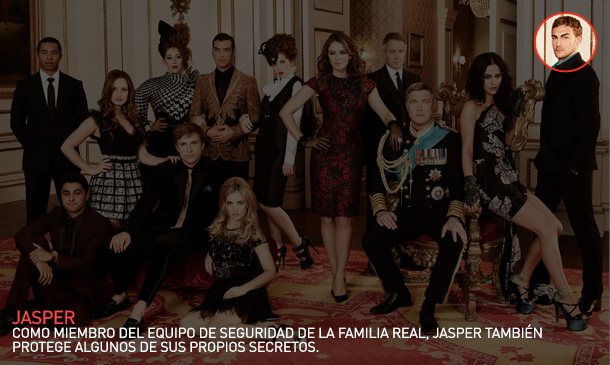 JASPER
COMO MIEMBRO DEL EQUIPO DE SEGURIDAD DE LA FAMILIA REAL, JASPER TAMBIÉN
PROTEGE ALGUNOS DE SUS PROPIOS SECRETOS.